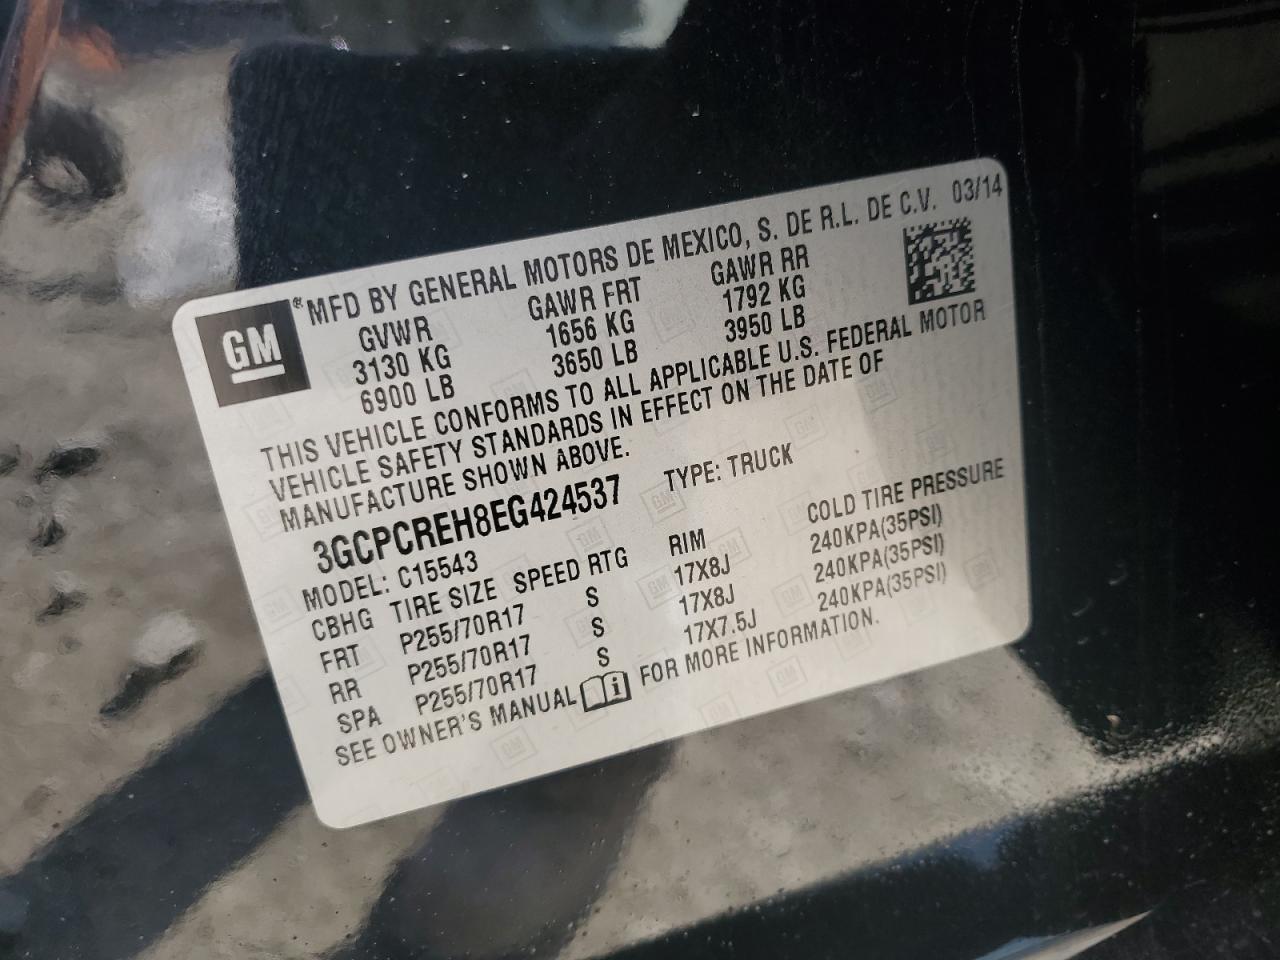 GM ® MFD BY GENERAL MOTORS DE MEXICO, S. DE R.L. DE C.V. 03/14
GVWR GAWR FRT GAWR RR
3130 KG 1656 KG 1792 KG
6900 LB 3650 LB 3950 LB
THIS VEHICLE CONFORMS TO ALL APPLICABLE U.S. FEDERAL MOTOR
VEHICLE SAFETY STANDARDS IN EFFECT ON THE DATE OF
MANUFACTURE SHOWN ABOVE.
3GCPCREH8EG424537 TYPE: TRUCK
MODEL: C15543
CBHG TIRE SIZE SPEED RTG RIM COLD TIRE PRESSURE
FRT P255/70R17 S 17X8J 240KPA(35PSI)
RR P255/70R17 S 17X8J 240KPA(35PSI)
SPA P255/70R17 S 17X7.5J 240KPA(35PSI)
SEE OWNER'S MANUAL FOR MORE INFORMATION.